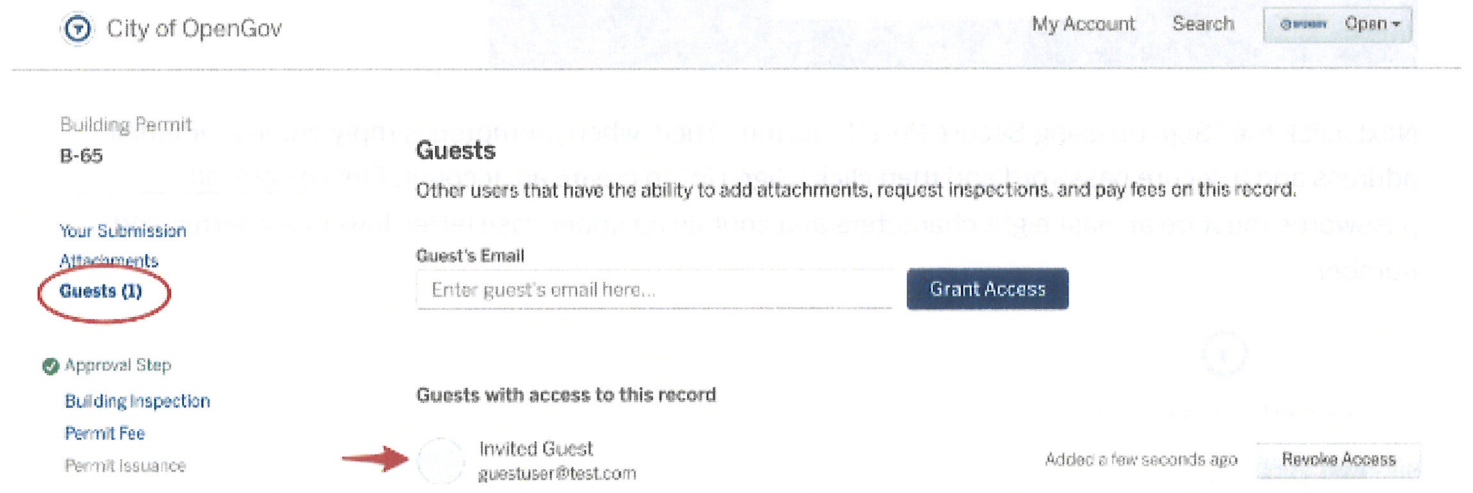 City of OpenGov
My Account Search Open
Building Permit
B-65
Your Submission
Attachments
Guests (1)
Approval Step
Building Inspection
Permit Fee
Permit Issuance
Guests
Other users that have the ability to add attachments, request inspections, and pay fees on this record.
Guest's Email
Enter guest's email here...
Grant Access
Guests with access to this record
Invited Guest
guestuser@test.com
Added a few seconds ago
Revoke Access